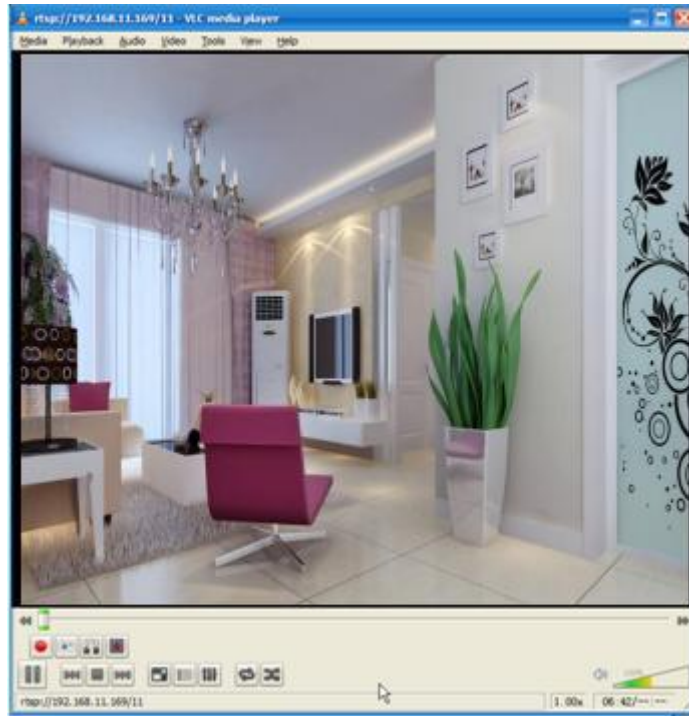 rtsp://192.168.11.169/11 - VLC media player
Media Playback Audio Video Tools View Help
rtsp://192.168.11.169/11
1.00x
06:42/--:--